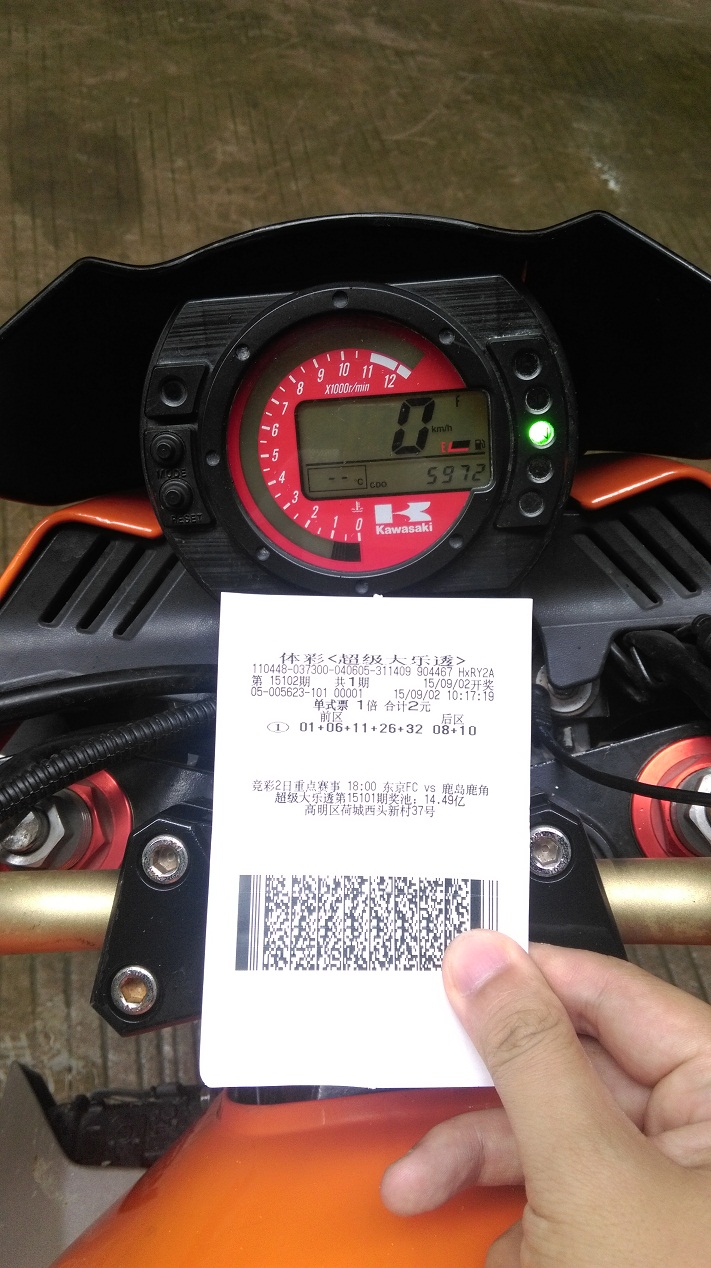 8 9 10 11 12
7
6
5
4
3 2 1 0
X1000r/min
F
0 km/h
E
-- °C ODO 5972
MODE
RESET
K
Kawasaki
体彩<超级大乐透>
110448-037300-040605-311409 904467 HxRY2A
第 15102期 共1期 15/09/02开奖
05-005623-101 00001 15/09/02 10:17:19
单式票 1倍 合计2元
前区 后区
① 01+06+11+26+32 08+10
竞彩2日重点赛事 18:00 东京FC vs 鹿岛鹿角
超级大乐透第15101期奖池：14.49亿
高明区荷城西头新村37号